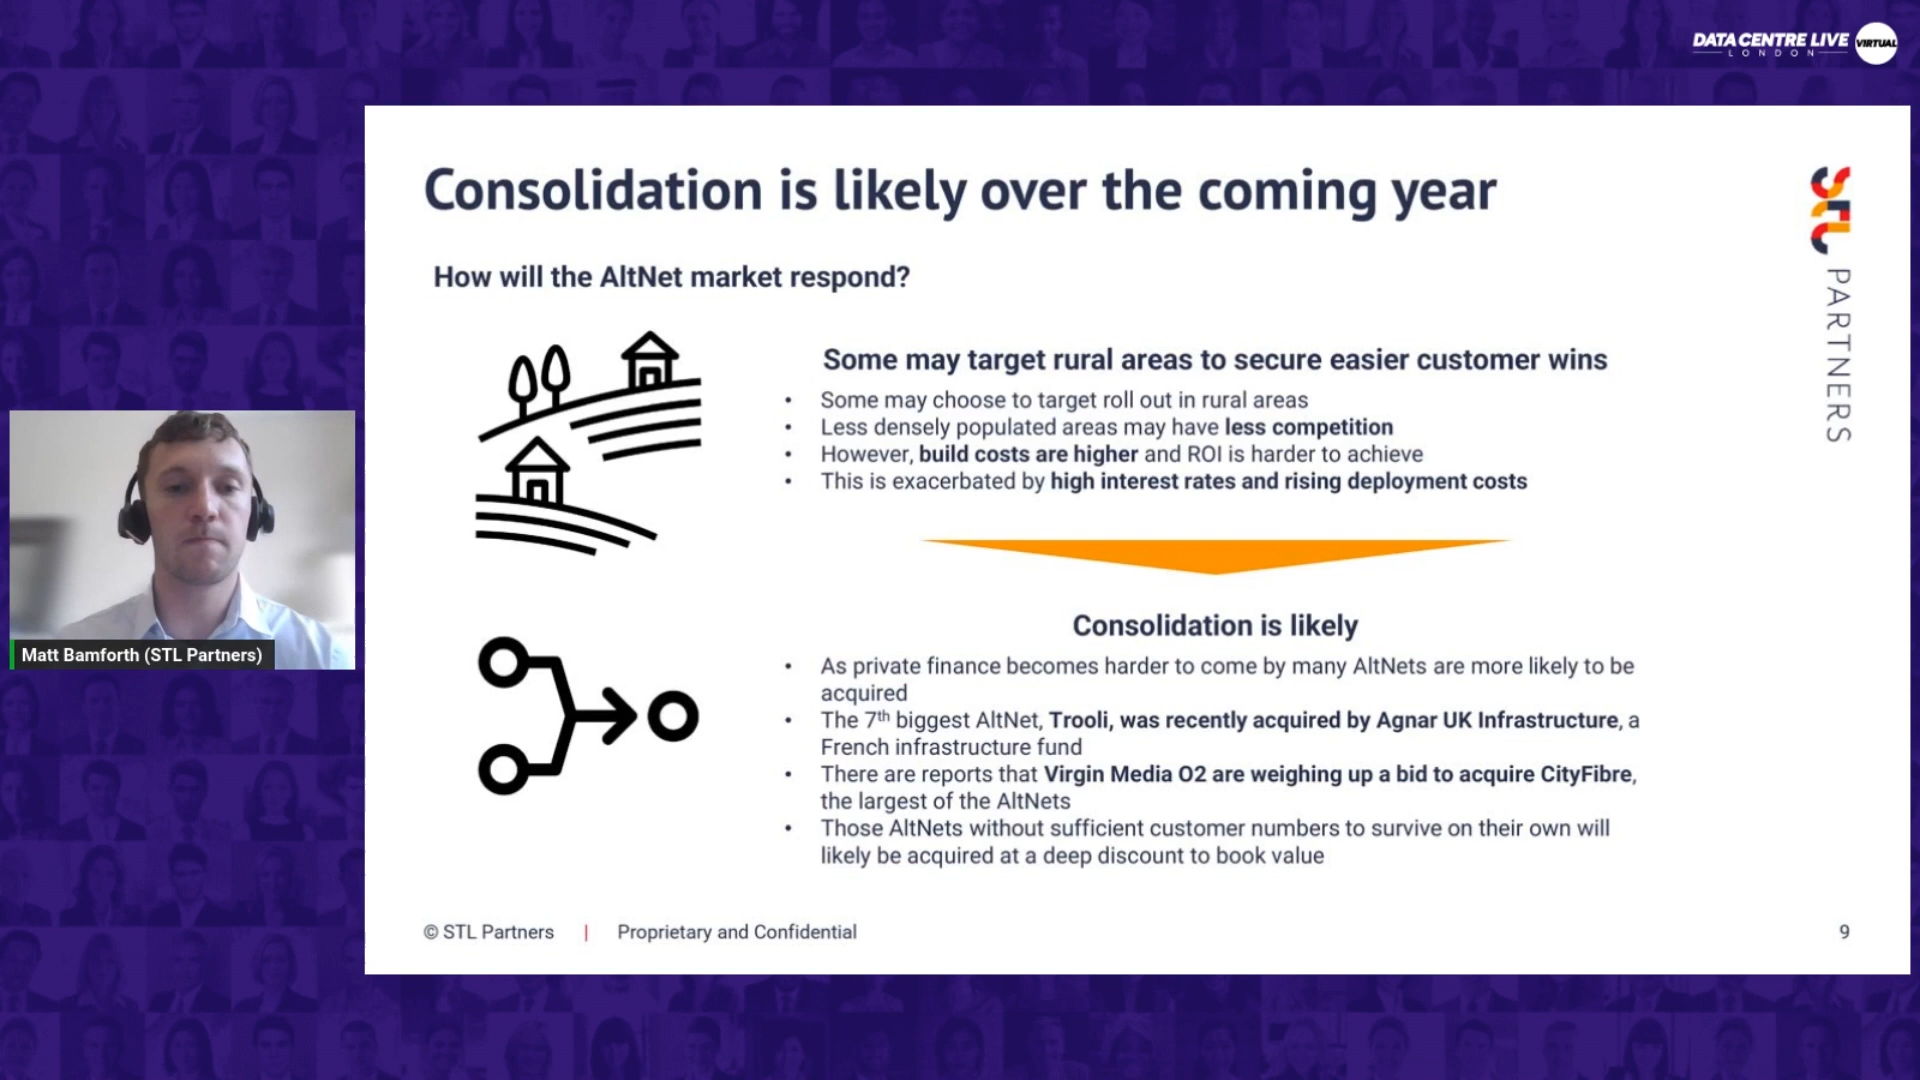 DATA CENTRE LIVE
LONDON
VIRTUAL
Consolidation is likely over the coming year
STL PARTNERS
How will the AltNet market respond?
Some may target rural areas to secure easier customer wins
• Some may choose to target roll out in rural areas
• Less densely populated areas may have less competition
• However, build costs are higher and ROI is harder to achieve
• This is exacerbated by high interest rates and rising deployment costs
Matt Bamforth (STL Partners)
Consolidation is likely
• As private finance becomes harder to come by many AltNets are more likely to be
acquired
• The 7th biggest AltNet, Trooli, was recently acquired by Agnar UK Infrastructure, a
French infrastructure fund
• There are reports that Virgin Media O2 are weighing up a bid to acquire CityFibre,
the largest of the AltNets
• Those AltNets without sufficient customer numbers to survive on their own will
likely be acquired at a deep discount to book value
© STL Partners | Proprietary and Confidential
9